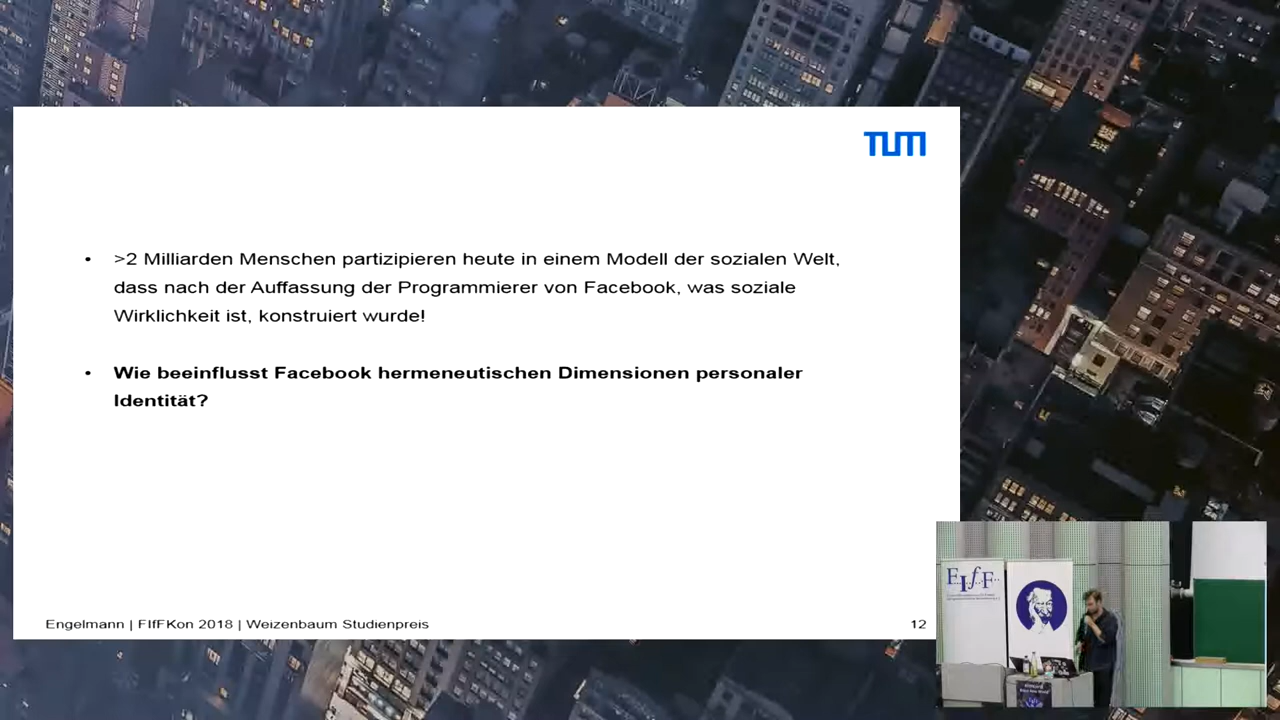 TUM
• >2 Milliarden Menschen partizipieren heute in einem Modell der sozialen Welt,
dass nach der Auffassung der Programmierer von Facebook, was soziale
Wirklichkeit ist, konstruiert wurde!
• Wie beeinflusst Facebook hermeneutischen Dimensionen personaler
Identität?
Engelmann | FIfFKon 2018 | Weizenbaum Studienpreis
12
F..I..f..F..